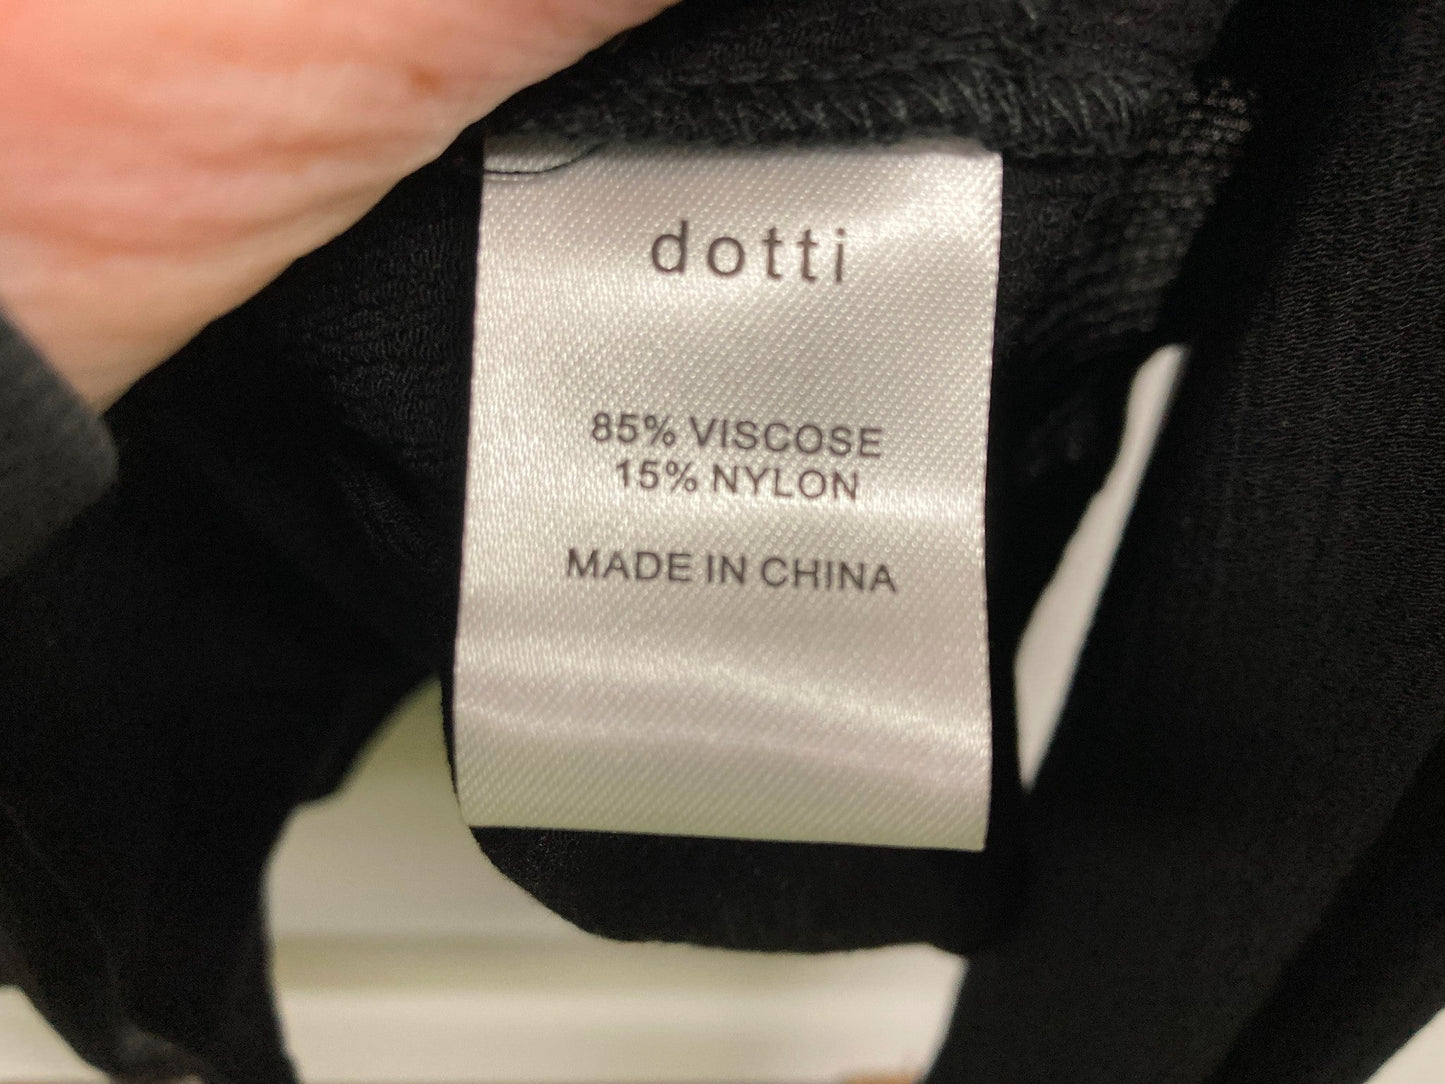 dotti
85% VISCOSE
15% NYLON
MADE IN CHINA